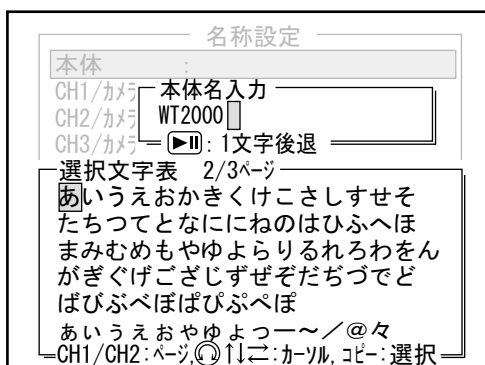 名称設定
本体　　　:
CH1/ｶﾒﾗ
本体名入力
CH2/ｶﾒﾗ
WT2000
CH3/ｶﾒﾗ
: 1文字後退
選択文字表　2/3ﾍﾟｰｼﾞ
あいうえおかきくけこさしすせそ
たちつてとなににねのはひふへほ
まみむめもやゆよらりるれろわをん
がぎぐげござじずぜぞだぢづでど
ばびぶべぼぱぴぷぺぽ
ぁぃぅぇぉゃゅょっー～／@々
CH1/CH2:ﾍﾟｰｼﾞ,↑↓⇄:ｶｰｿﾙ, ｺﾋﾟｰ:選択